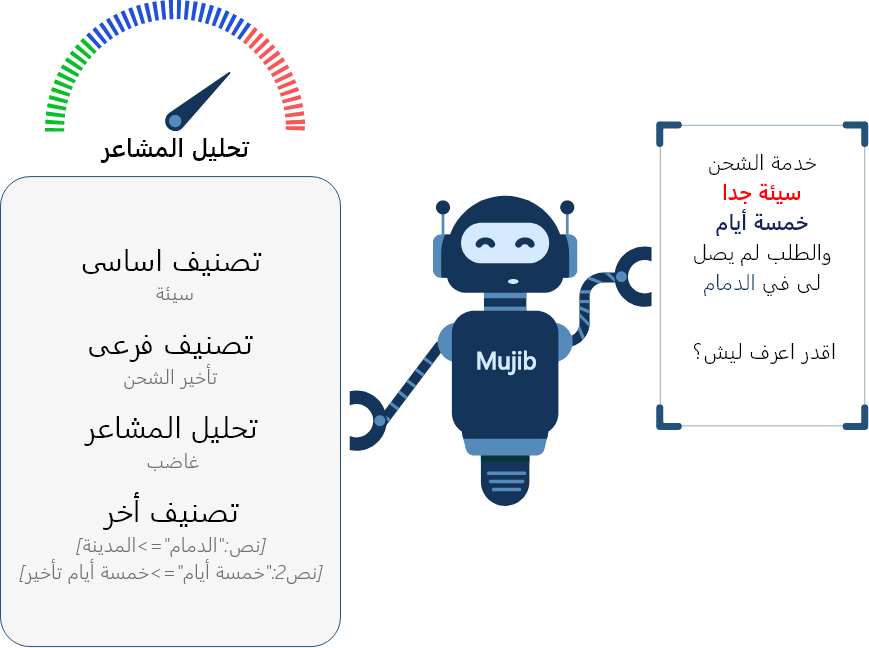 تحليل المشاعر
خدمة الشحن
سيئة جدا
خمسة أيام
والطلب لم يصل
لى في الدمام
اقدر اعرف ليش؟
Mujib
تصنيف اساسى
سيئة
تصنيف فرعى
تأخير الشحن
تحليل المشاعر
غاضب
تصنيف أخر
[نص:"الدمام"=>المدينة]
[نص2:"خمسة أيام"=>خمسة أيام تأخير]